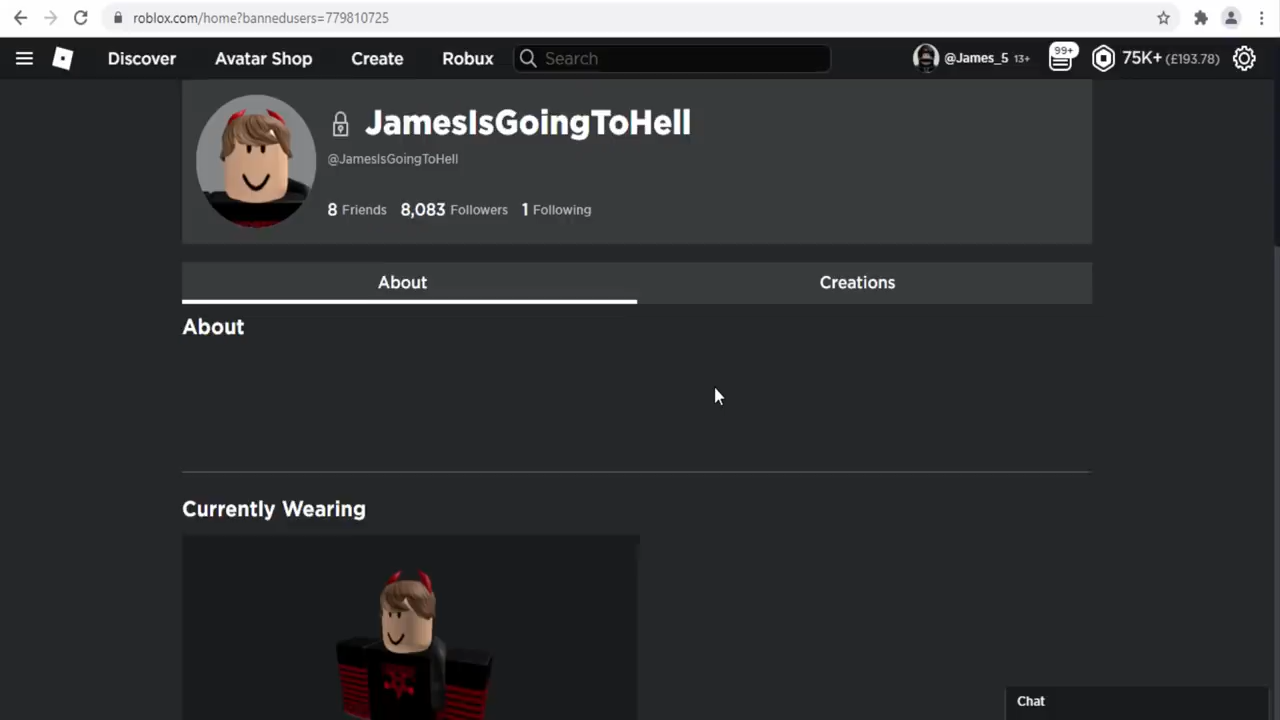 roblox.com/home?bannedusers=779810725
Discover Avatar Shop Create Robux Search @James_5 13+ 99+ 75K+ (£193.78)
JamesIsGoingToHell
@JamesIsGoingToHell
8 Friends 8,083 Followers 1 Following
About Creations
About
Currently Wearing
Chat